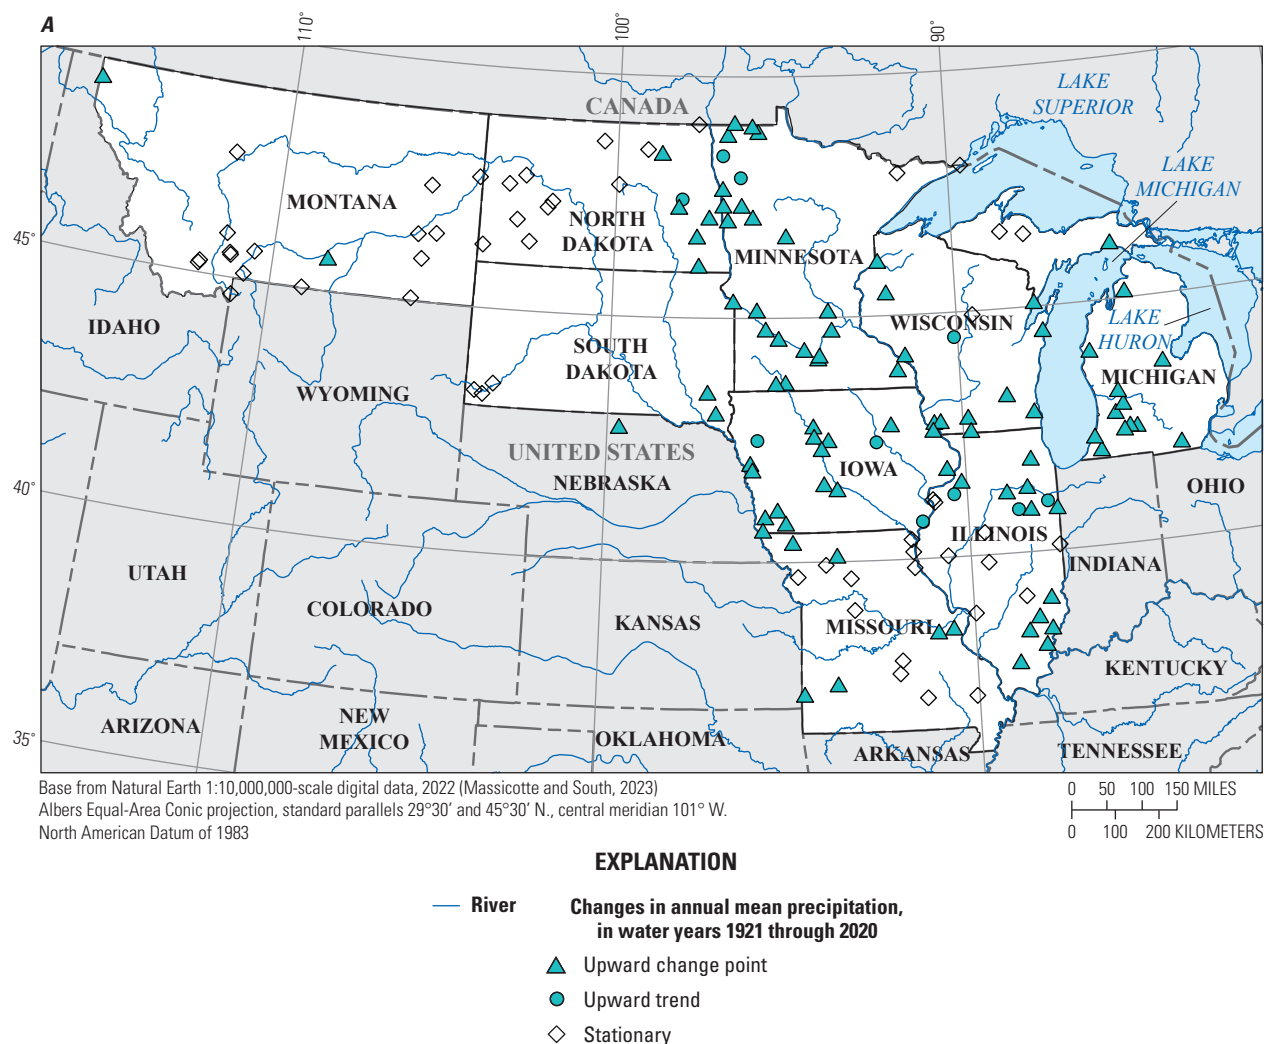 A
110°
100°
90°
CANADA
LAKE
SUPERIOR
LAKE
MICHIGAN
MONTANA
NORTH
DAKOTA
45°
MINNESOTA
IDAHO
WISCONSIN
LAKE
HURON
SOUTH
DAKOTA
MICHIGAN
WYOMING
UNITED STATES
NEBRASKA
IOWA
OHIO
40°
ILLINOIS
INDIANA
UTAH
COLORADO
KANSAS
MISSOURI
KENTUCKY
ARIZONA
NEW
MEXICO
OKLAHOMA
ARKANSAS
TENNESSEE
35°
Base from Natural Earth 1:10,000,000-scale digital data, 2022 (Massicotte and South, 2023)
Albers Equal-Area Conic projection, standard parallels 29°30′ and 45°30′ N., central meridian 101° W.
North American Datum of 1983
0 50 100 150 MILES
0 100 200 KILOMETERS
EXPLANATION
River
Changes in annual mean precipitation,
in water years 1921 through 2020
Upward change point
Upward trend
Stationary